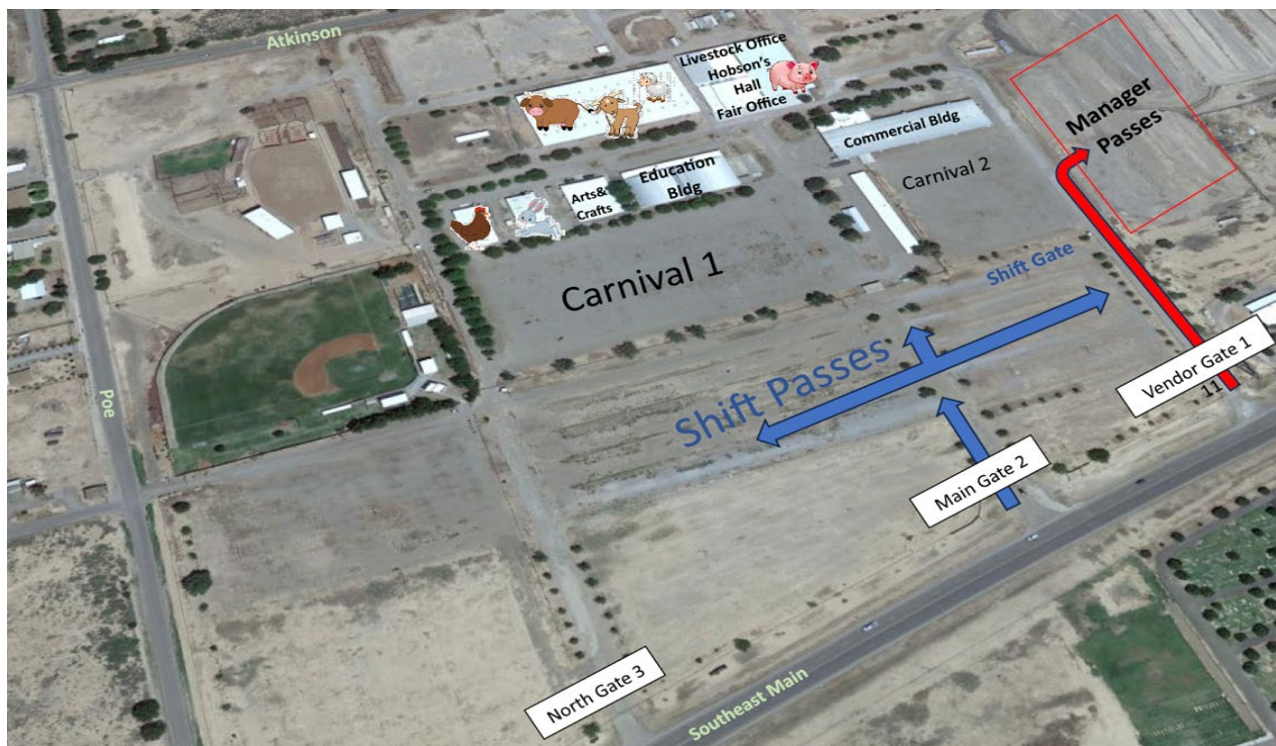 Atkinson
Livestock Office
Hobson's
Hall
Fair Office
Manager
Passes
Commercial Bldg
Education
Bldg
Arts&
Crafts
Carnival 2
Carnival 1
Shift Gate
Shift Passes
Vendor Gate 1
11
Poe
Main Gate 2
North Gate 3
Southeast Main